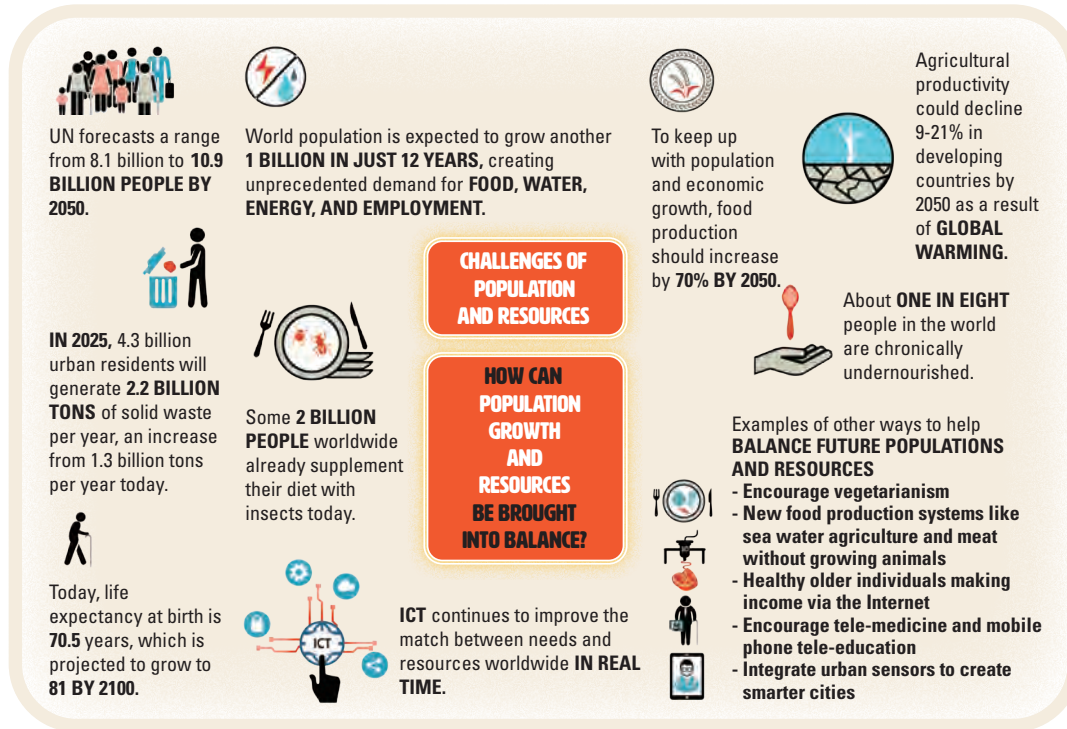 UN forecasts a range
from 8.1 billion to 10.9
BILLION PEOPLE BY
2050.
World population is expected to grow another
1 BILLION IN JUST 12 YEARS, creating
unprecedented demand for FOOD, WATER,
ENERGY, AND EMPLOYMENT.
To keep up
with population
and economic
growth, food
production
should increase
by 70% BY 2050.
Agricultural
productivity
could decline
9-21% in
developing
countries by
2050 as a result
of GLOBAL
WARMING.
CHALLENGES OF
POPULATION
AND RESOURCES
HOW CAN
POPULATION
GROWTH
AND
RESOURCES
BE BROUGHT
INTO BALANCE?
About ONE IN EIGHT
people in the world
are chronically
undernourished.
IN 2025, 4.3 billion
urban residents will
generate 2.2 BILLION
TONS of solid waste
per year, an increase
from 1.3 billion tons
per year today.
Some 2 BILLION
PEOPLE worldwide
already supplement
their diet with
insects today.
Examples of other ways to help
BALANCE FUTURE POPULATIONS
AND RESOURCES
- Encourage vegetarianism
- New food production systems like
sea water agriculture and meat
without growing animals
- Healthy older individuals making
income via the Internet
- Encourage tele-medicine and mobile
phone tele-education
- Integrate urban sensors to create
smarter cities
Today, life
expectancy at birth is
70.5 years, which is
projected to grow to
81 BY 2100.
ICT
ICT continues to improve the
match between needs and
resources worldwide IN REAL
TIME.